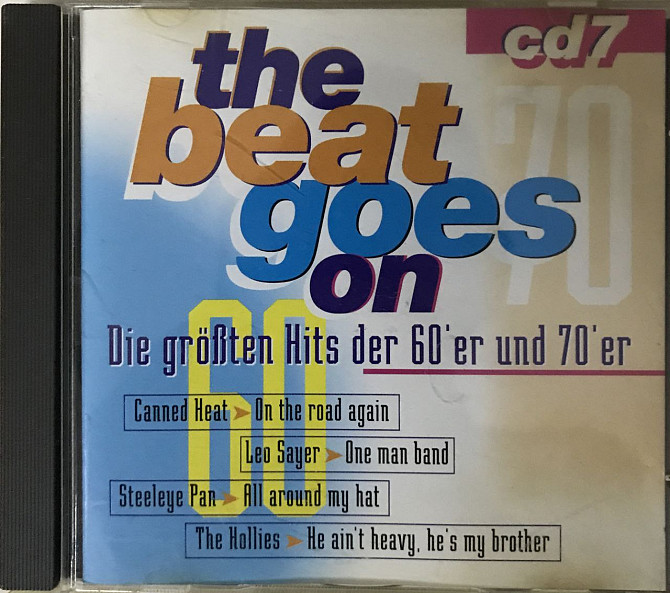 cd7
the
beat
goes
on
70
60
Die größten Hits der 60'er und 70'er
Canned Heat ➤ On the road again
Leo Sayer ➤ One man band
Steeleye Pan ➤ All around my hat
The Hollies ➤ He ain't heavy, he's my brother